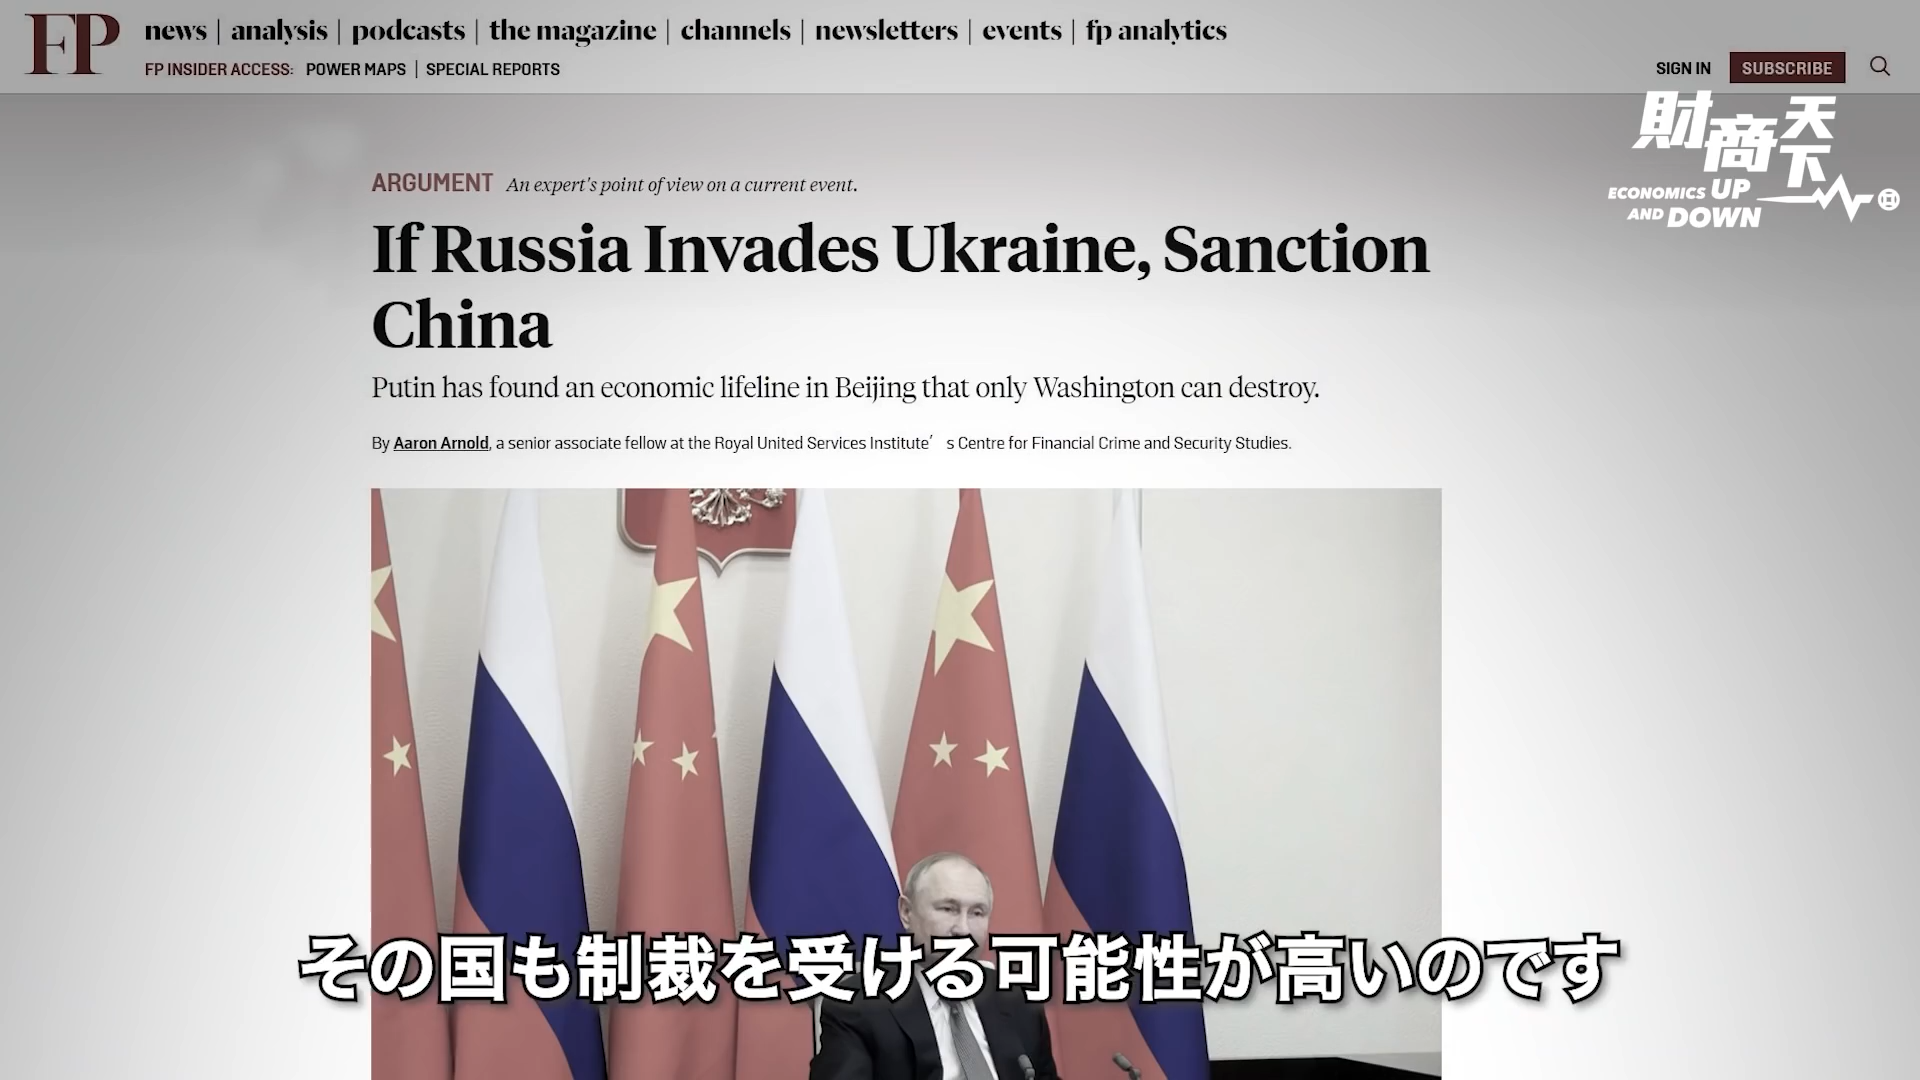 FP
news | analysis | podcasts | the magazine | channels | newsletters | events | fp analytics
FP INSIDER ACCESS: POWER MAPS | SPECIAL REPORTS
SIGN IN
SUBSCRIBE
財商天下
ECONOMICS UP
AND DOWN
ARGUMENT An expert's point of view on a current event.
If Russia Invades Ukraine, Sanction
China
Putin has found an economic lifeline in Beijing that only Washington can destroy.
By Aaron Arnold, a senior associate fellow at the Royal United Services Institute′ s Centre for Financial Crime and Security Studies.
その国も制裁を受ける可能性が高いのです